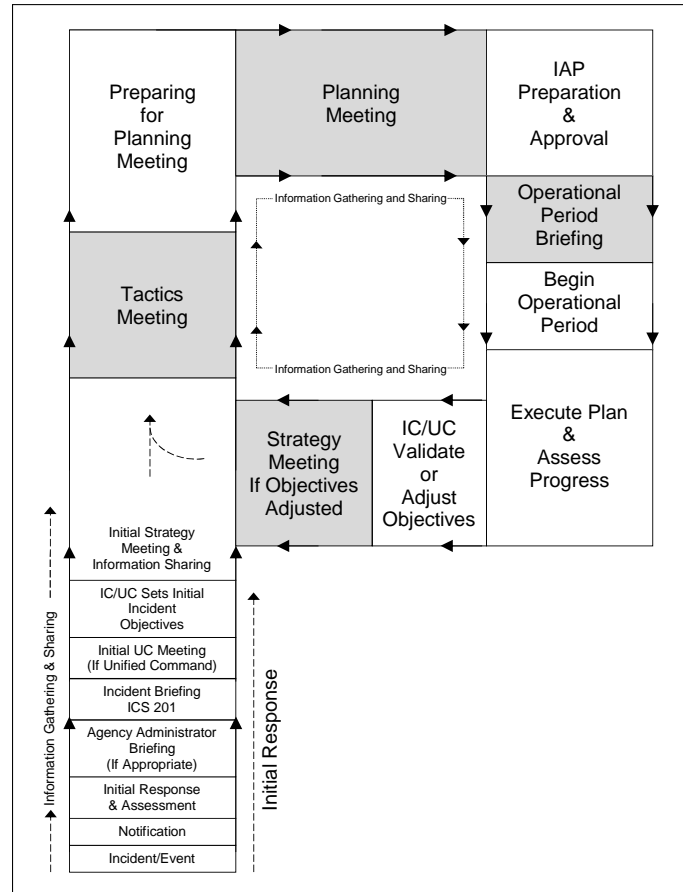 Preparing
for
Planning
Meeting
Planning
Meeting
IAP
Preparation
&
Approval
Operational
Period
Briefing
Begin
Operational
Period
Execute Plan
&
Assess
Progress
Information Gathering and Sharing
Information Gathering and Sharing
Tactics
Meeting
Strategy
Meeting
If Objectives
Adjusted
IC/UC
Validate
or
Adjust
Objectives
Initial Strategy
Meeting &
Information Sharing
IC/UC Sets Initial
Incident
Objectives
Initial UC Meeting
(If Unified Command)
Incident Briefing
ICS 201
Agency Administrator
Briefing
(If Appropriate)
Initial Response
& Assessment
Notification
Incident/Event
Information Gathering & Sharing
Initial Response